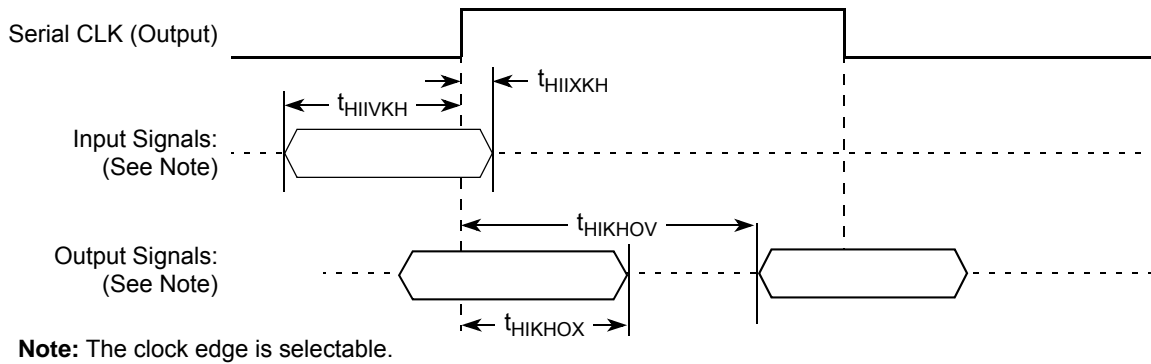 Serial CLK (Output)
tHIIXKH
tHIIVKH
Input Signals:
(See Note)
tHIKHOV
Output Signals:
(See Note)
tHIKHOX
Note: The clock edge is selectable.